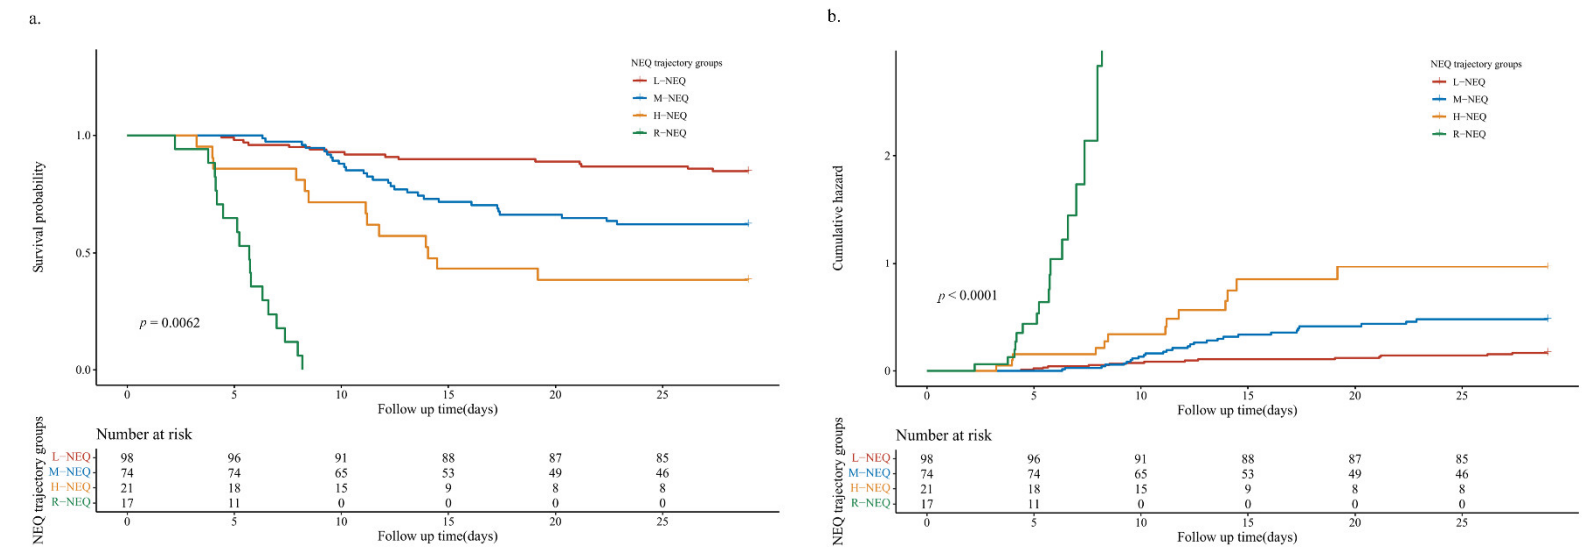 a.
NEQ trajectory groups
L−NEQ
M−NEQ
H−NEQ
R−NEQ
Survival probability
1.0
0.5
0.0
p = 0.0062
0 5 10 15 20 25
Follow up time(days)
Number at risk
NEQ trajectory groups
L−NEQ 98 96 91 88 87 85
M−NEQ 74 74 65 53 49 46
H−NEQ 21 18 15 9 8 8
R−NEQ 17 11 0 0 0 0
0 5 10 15 20 25
Follow up time(days)
b.
NEQ trajectory groups
L−NEQ
M−NEQ
H−NEQ
R−NEQ
Cumulative hazard
2
1
0
p < 0.0001
0 5 10 15 20 25
Follow up time(days)
Number at risk
NEQ trajectory groups
L−NEQ 98 96 91 88 87 85
M−NEQ 74 74 65 53 49 46
H−NEQ 21 18 15 9 8 8
R−NEQ 17 11 0 0 0 0
0 5 10 15 20 25
Follow up time(days)